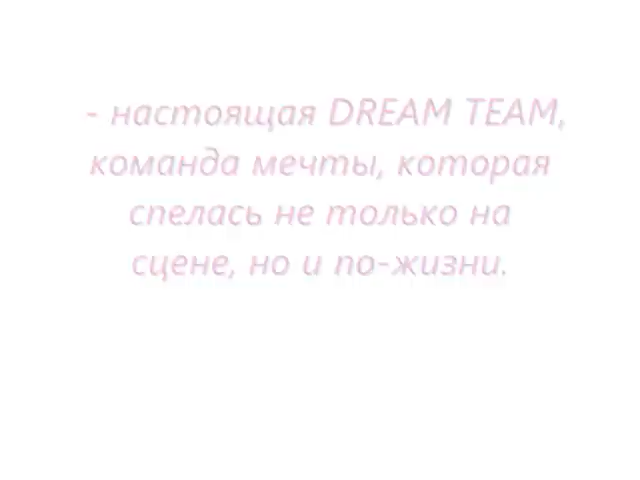 - настоящая DREAM TEAM,
команда мечты, которая
спелась не только на
сцене, но и по-жизни.